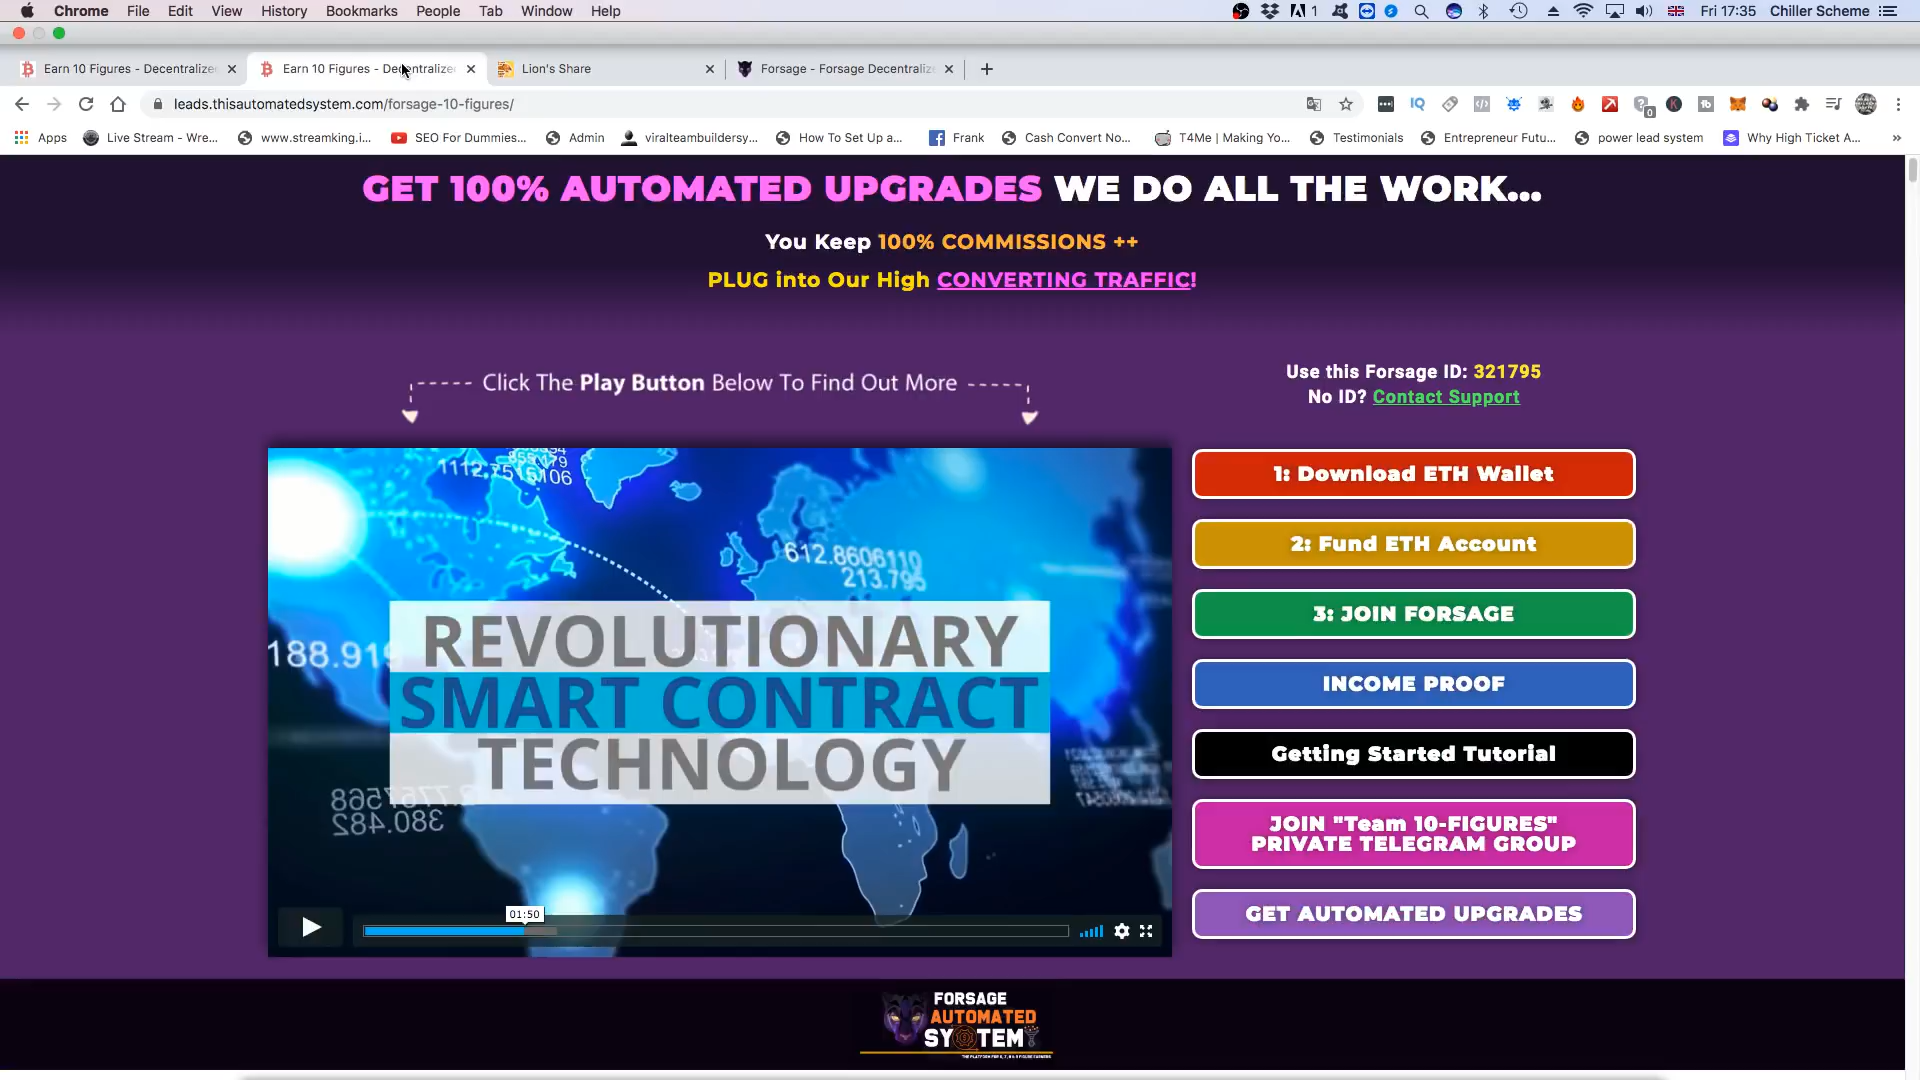 Chrome File Edit View History Bookmarks People Tab Window Help
1 Fri 17:35 Chiller Scheme
Earn 10 Figures - Decentralize
Earn 10 Figures - Decentralize
Lion's Share
Forsage - Forsage Decentraliz
leads.thisautomatedsystem.com/forsage-10-figures/
Apps Live Stream - Wre... www.streamking.i... SEO For Dummies... Admin viralteambuildersy... How To Set Up a... Frank Cash Convert No... T4Me | Making Yo... Testimonials Entrepreneur Futu... power lead system Why High Ticket A...
GET 100% AUTOMATED UPGRADES WE DO ALL THE WORK...
You Keep 100% COMMISSIONS ++
PLUG into Our High CONVERTING TRAFFIC!
Click The Play Button Below To Find Out More
Use this Forsage ID: 321795
No ID? Contact Support
1112.7515106
612.8606110
213.795
188.919
REVOLUTIONARY
SMART CONTRACT
TECHNOLOGY
380.482
01:50
1: Download ETH Wallet
2: Fund ETH Account
3: JOIN FORSAGE
INCOME PROOF
Getting Started Tutorial
JOIN "Team 10-FIGURES"
PRIVATE TELEGRAM GROUP
GET AUTOMATED UPGRADES
FORSAGE
AUTOMATED
SYSTEM